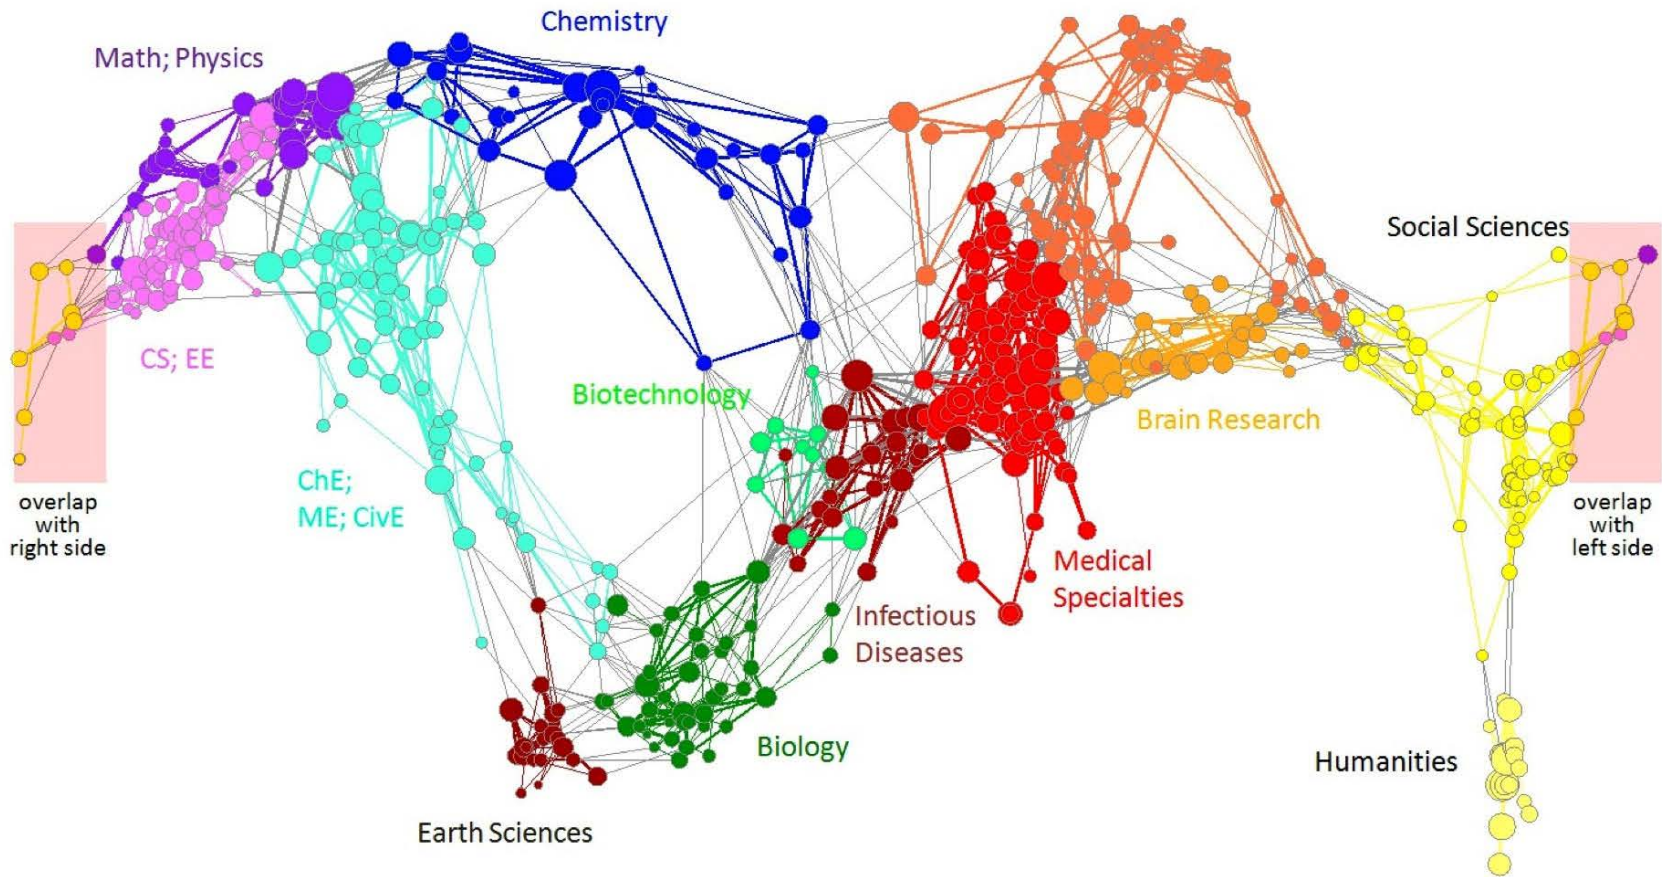 Chemistry
Math; Physics
Social Sciences
CS; EE
Biotechnology
Brain Research
ChE;
ME; CivE
overlap
with
right side
overlap
with
left side
Medical
Specialties
Infectious
Diseases
Biology
Humanities
Earth Sciences